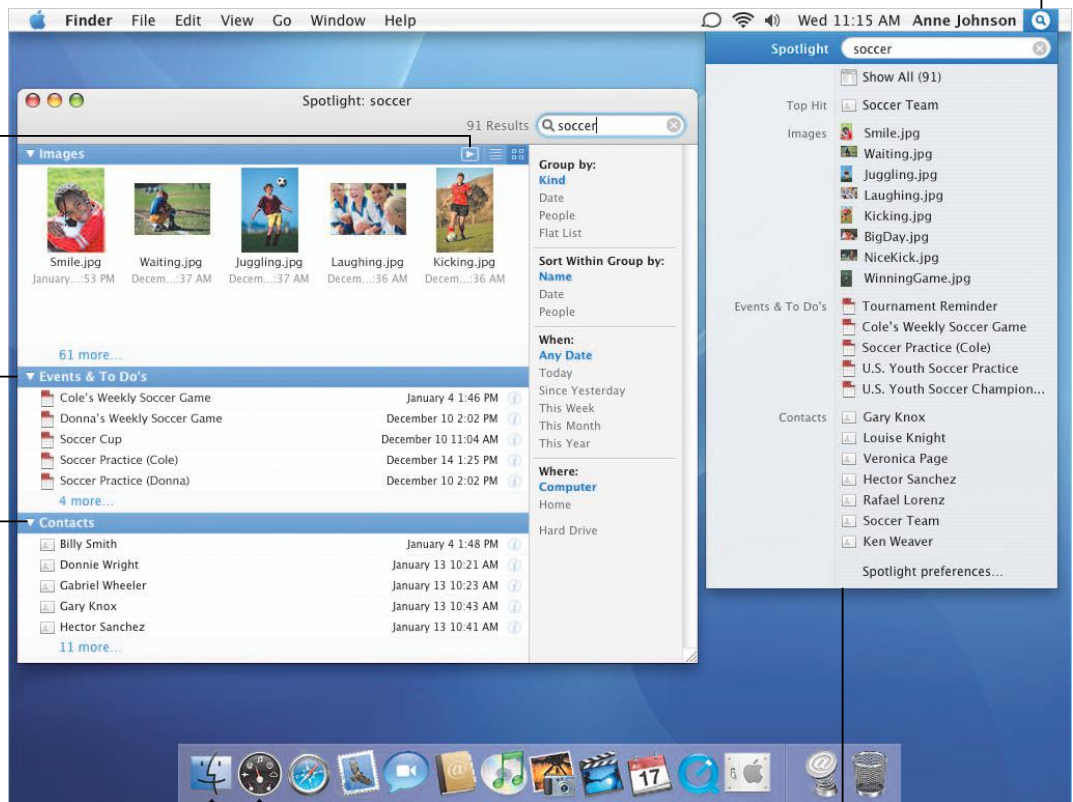 Finder File Edit View Go Window Help
Wed 11:15 AM Anne Johnson
Spotlight soccer
Show All (91)
Top Hit Soccer Team
Images Smile.jpg
Waiting.jpg
Juggling.jpg
Laughing.jpg
Kicking.jpg
BigDay.jpg
NiceKick.jpg
WinningGame.jpg
Events & To Do's Tournament Reminder
Cole's Weekly Soccer Game
Soccer Practice (Cole)
U.S. Youth Soccer Practice
U.S. Youth Soccer Champion...
Contacts Gary Knox
Louise Knight
Veronica Page
Hector Sanchez
Rafael Lorenz
Soccer Team
Ken Weaver
Spotlight preferences...
Spotlight: soccer
91 Results soccer
Images
Smile.jpg Waiting.jpg Juggling.jpg Laughing.jpg Kicking.jpg
January...:53 PM Decem...:37 AM Decem...:37 AM Decem...:36 AM Decem...:36 AM
61 more...
Events & To Do's
Cole's Weekly Soccer Game January 4 1:46 PM
Donna's Weekly Soccer Game December 10 2:02 PM
Soccer Cup December 10 11:04 AM
Soccer Practice (Cole) December 14 1:25 PM
Soccer Practice (Donna) December 10 2:02 PM
4 more...
Contacts
Billy Smith January 4 1:48 PM
Donnie Wright January 13 10:21 AM
Gabriel Wheeler January 13 10:23 AM
Gary Knox January 13 10:43 AM
Hector Sanchez January 13 10:41 AM
11 more...
Group by:
Kind
Date
People
Flat List
Sort Within Group by:
Name
Date
People
When:
Any Date
Today
Since Yesterday
This Week
This Month
This Year
Where:
Computer
Home
Hard Drive
17